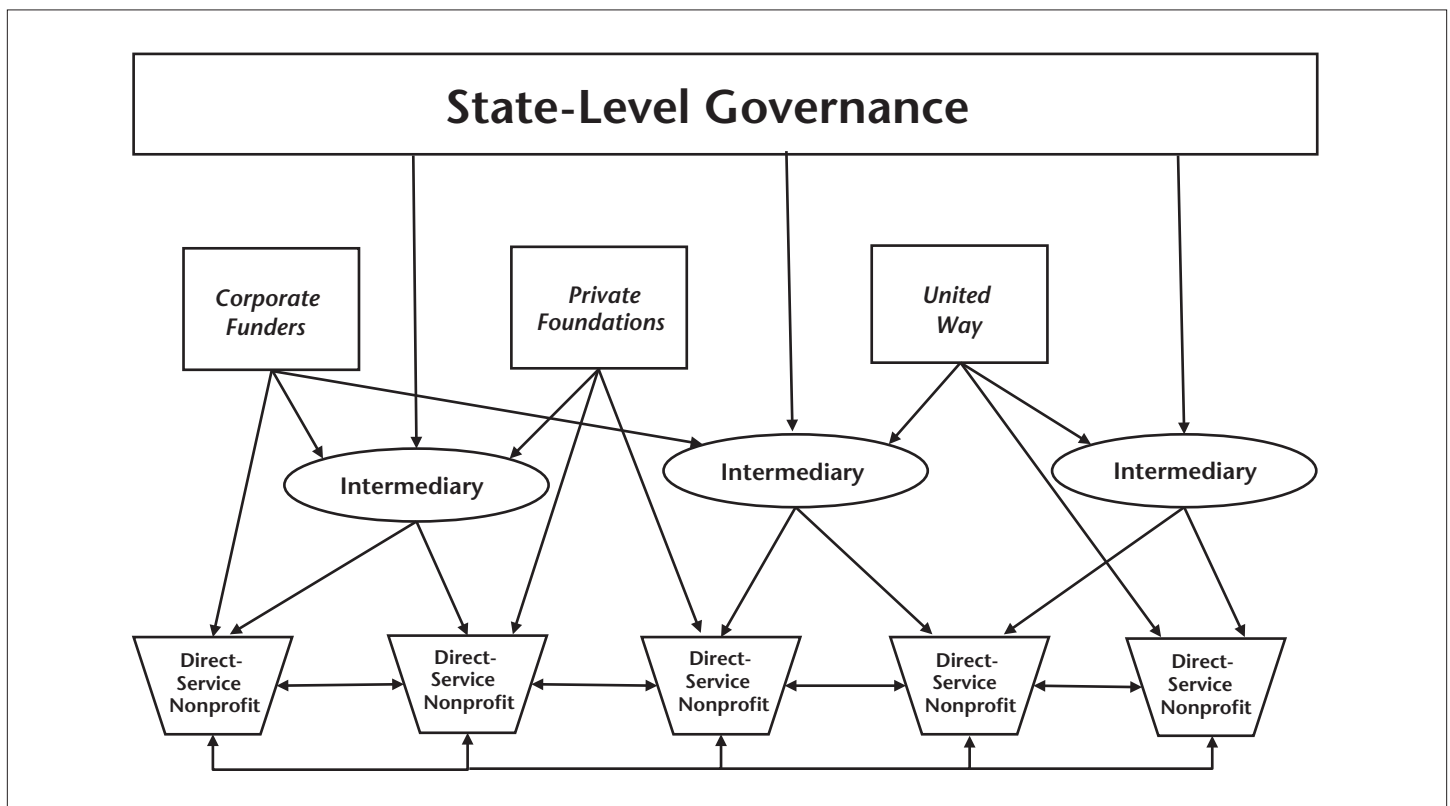 State-Level Governance
Corporate
Funders
Private
Foundations
United
Way
Intermediary
Intermediary
Intermediary
Direct-
Service
Nonprofit
Direct-
Service
Nonprofit
Direct-
Service
Nonprofit
Direct-
Service
Nonprofit
Direct-
Service
Nonprofit